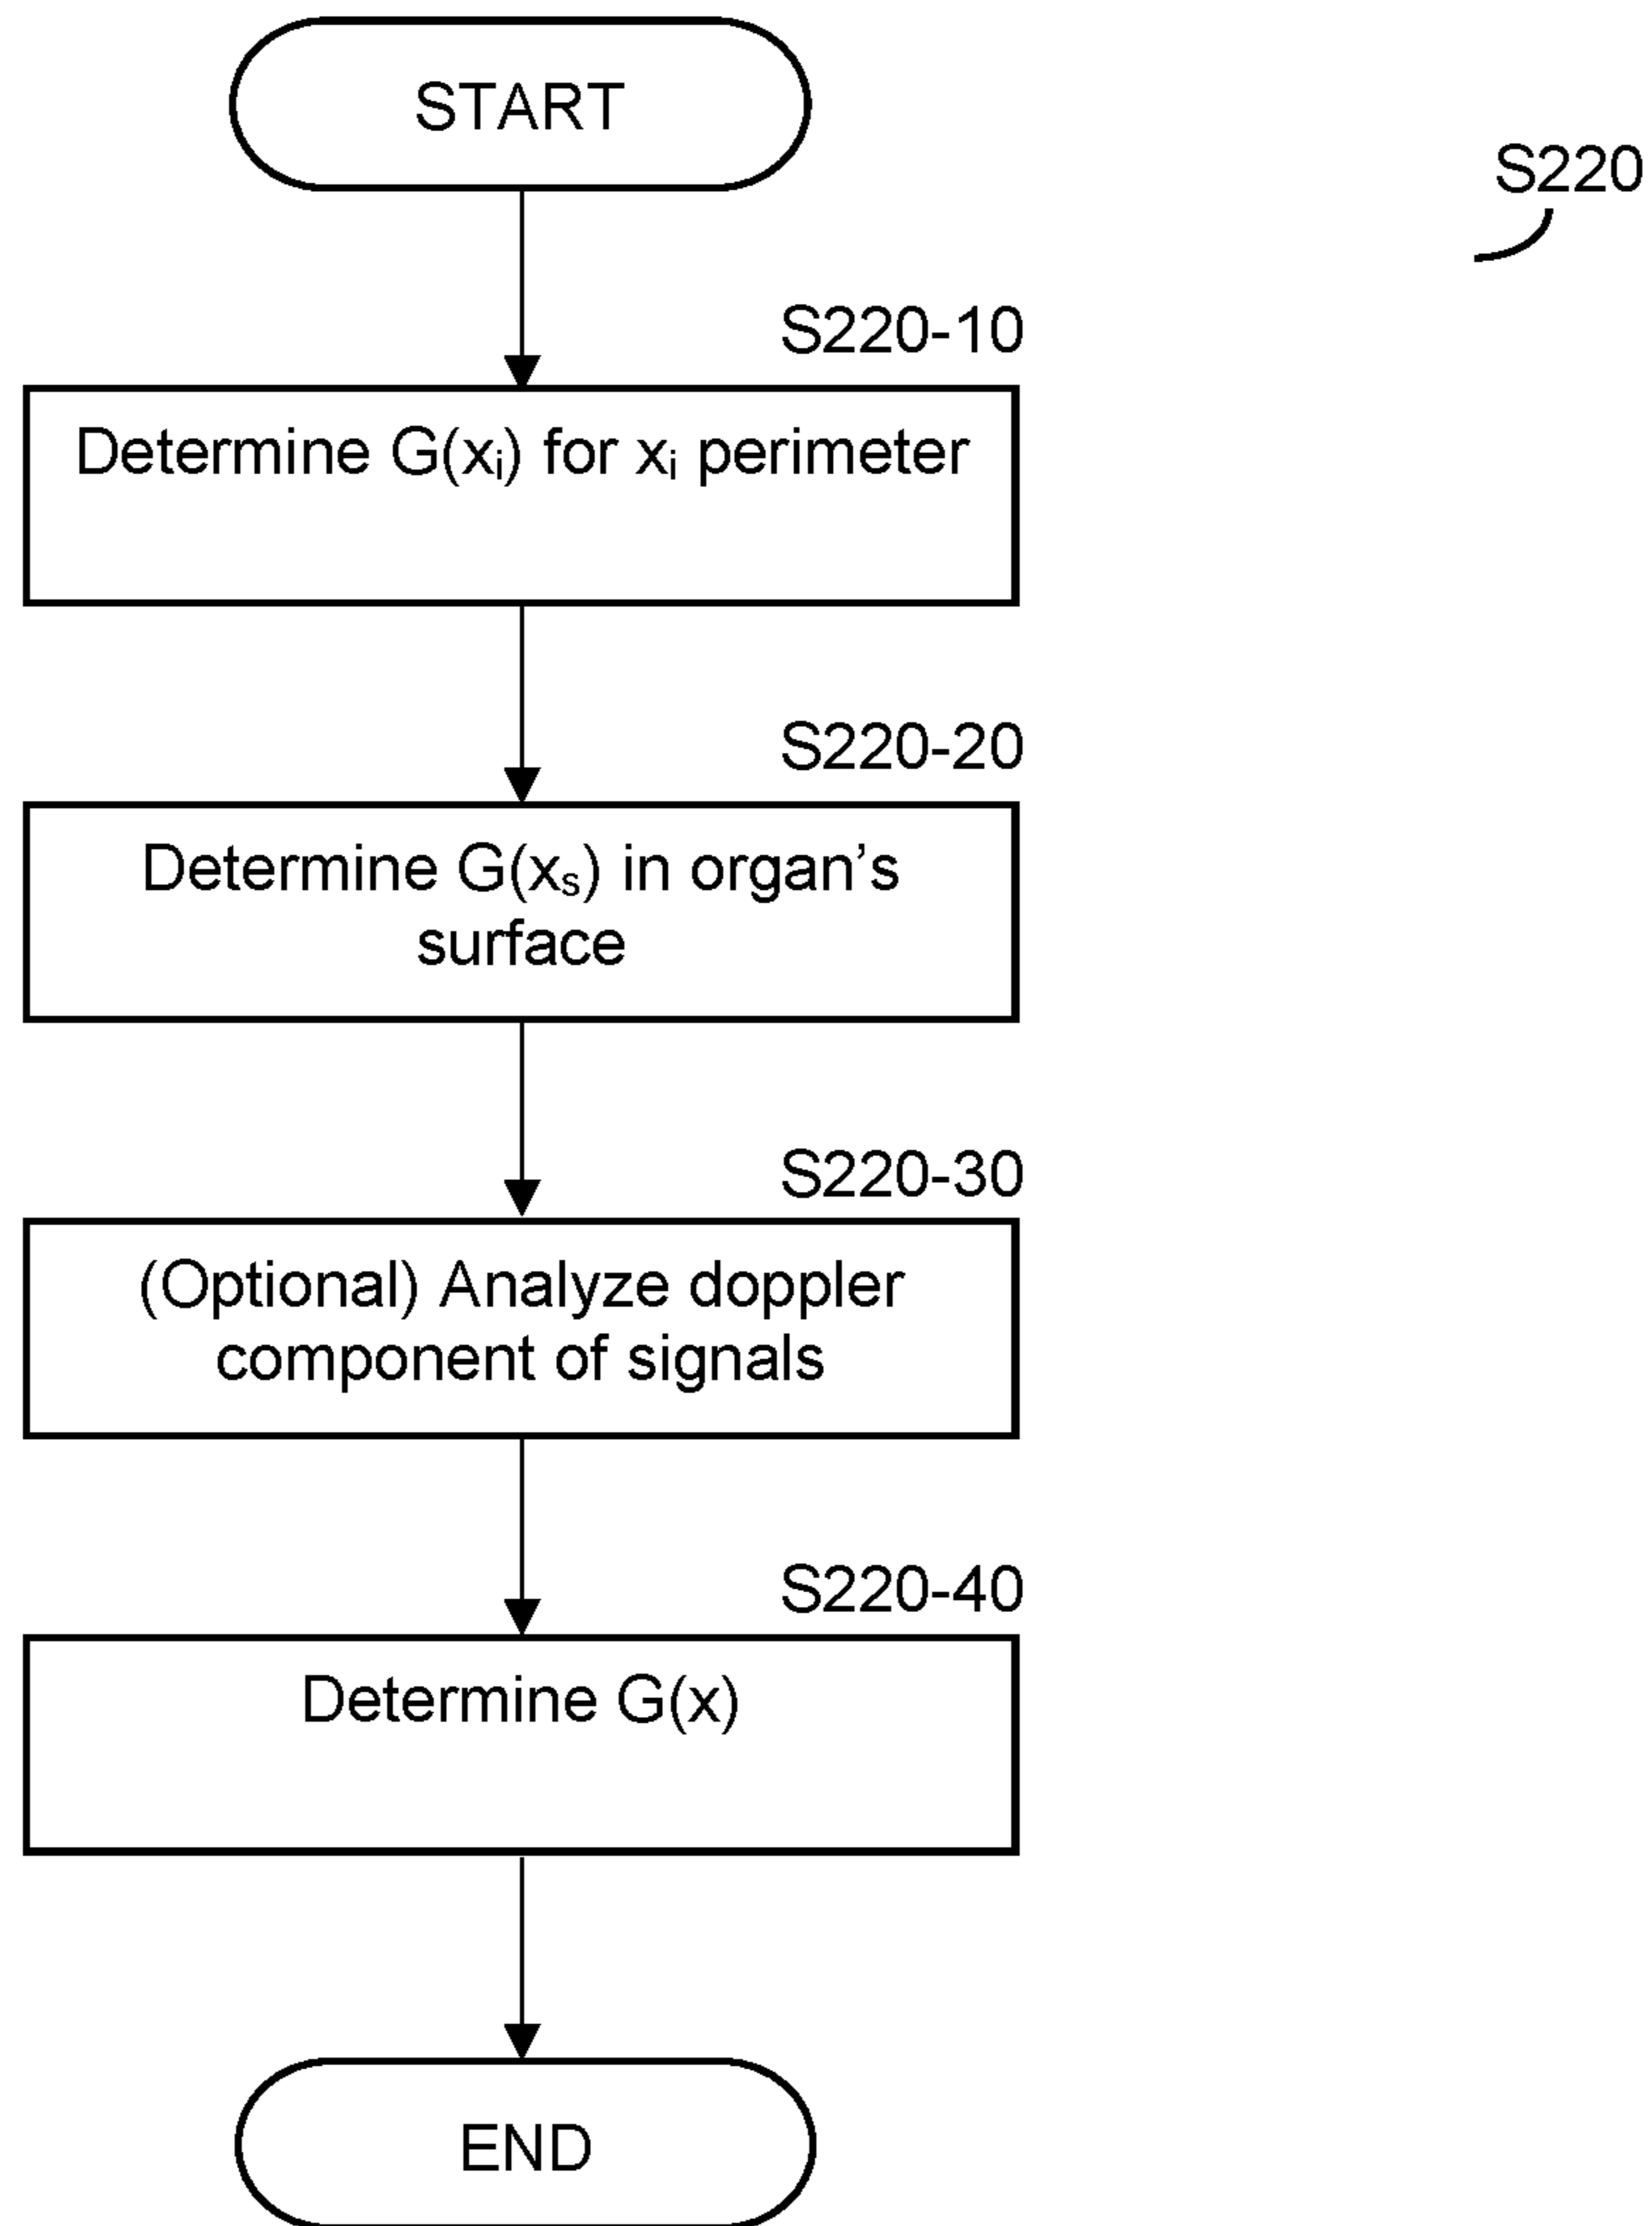 START
S220
S220-10
Determine G(xᵢ) for xᵢ perimeter
S220-20
Determine G(xₛ) in organ’s
surface
S220-30
(Optional) Analyze doppler
component of signals
S220-40
Determine G(x)
END